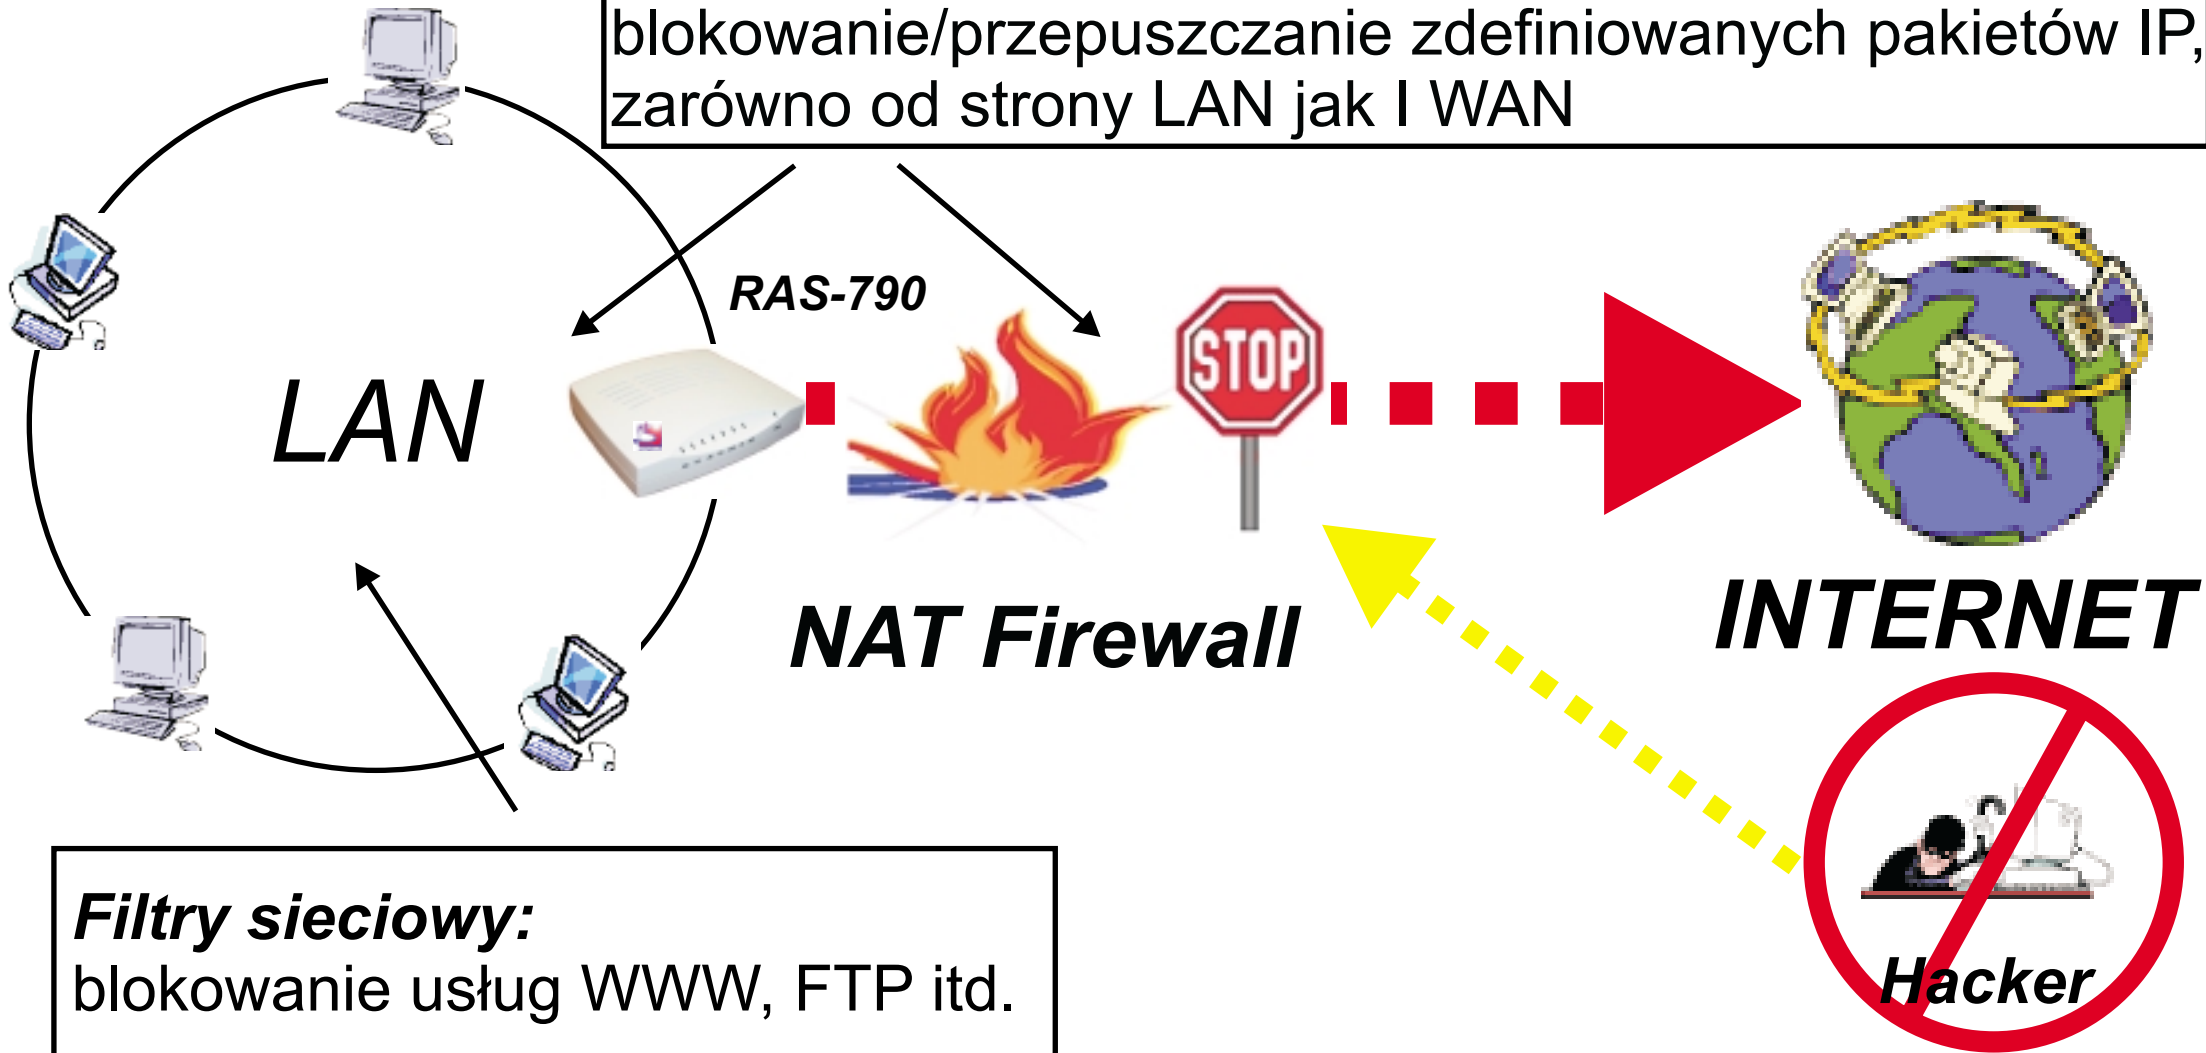 blokowanie/przepuszczanie zdefiniowanych pakietów IP,
zarówno od strony LAN jak I WAN
RAS-790
STOP
LAN
NAT Firewall
INTERNET
Filtry sieciowy:
blokowanie usług WWW, FTP itd.
Hacker